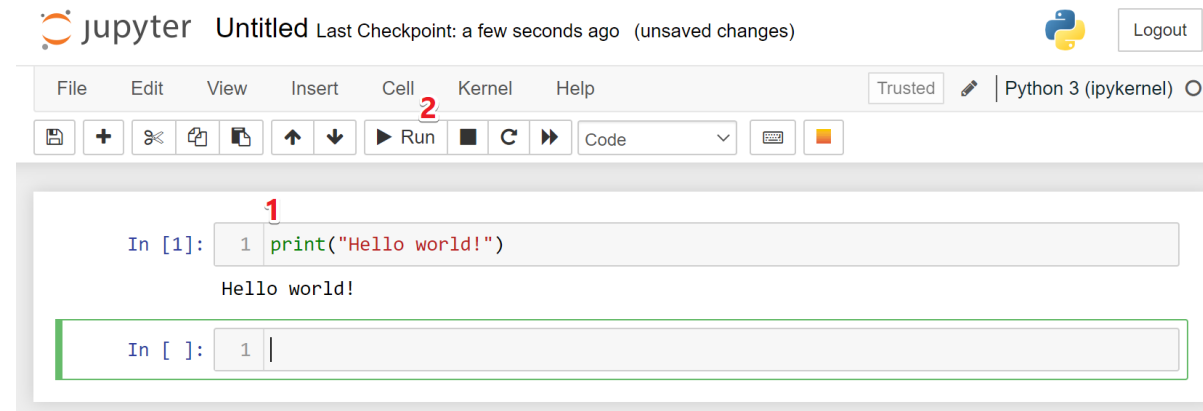 jupyter Untitled Last Checkpoint: a few seconds ago (unsaved changes) Logout
File Edit View Insert Cell Kernel Help Trusted Python 3 (ipykernel)
2
Run Code
1
In [1]: 1 print("Hello world!")
Hello world!
In [ ]: 1